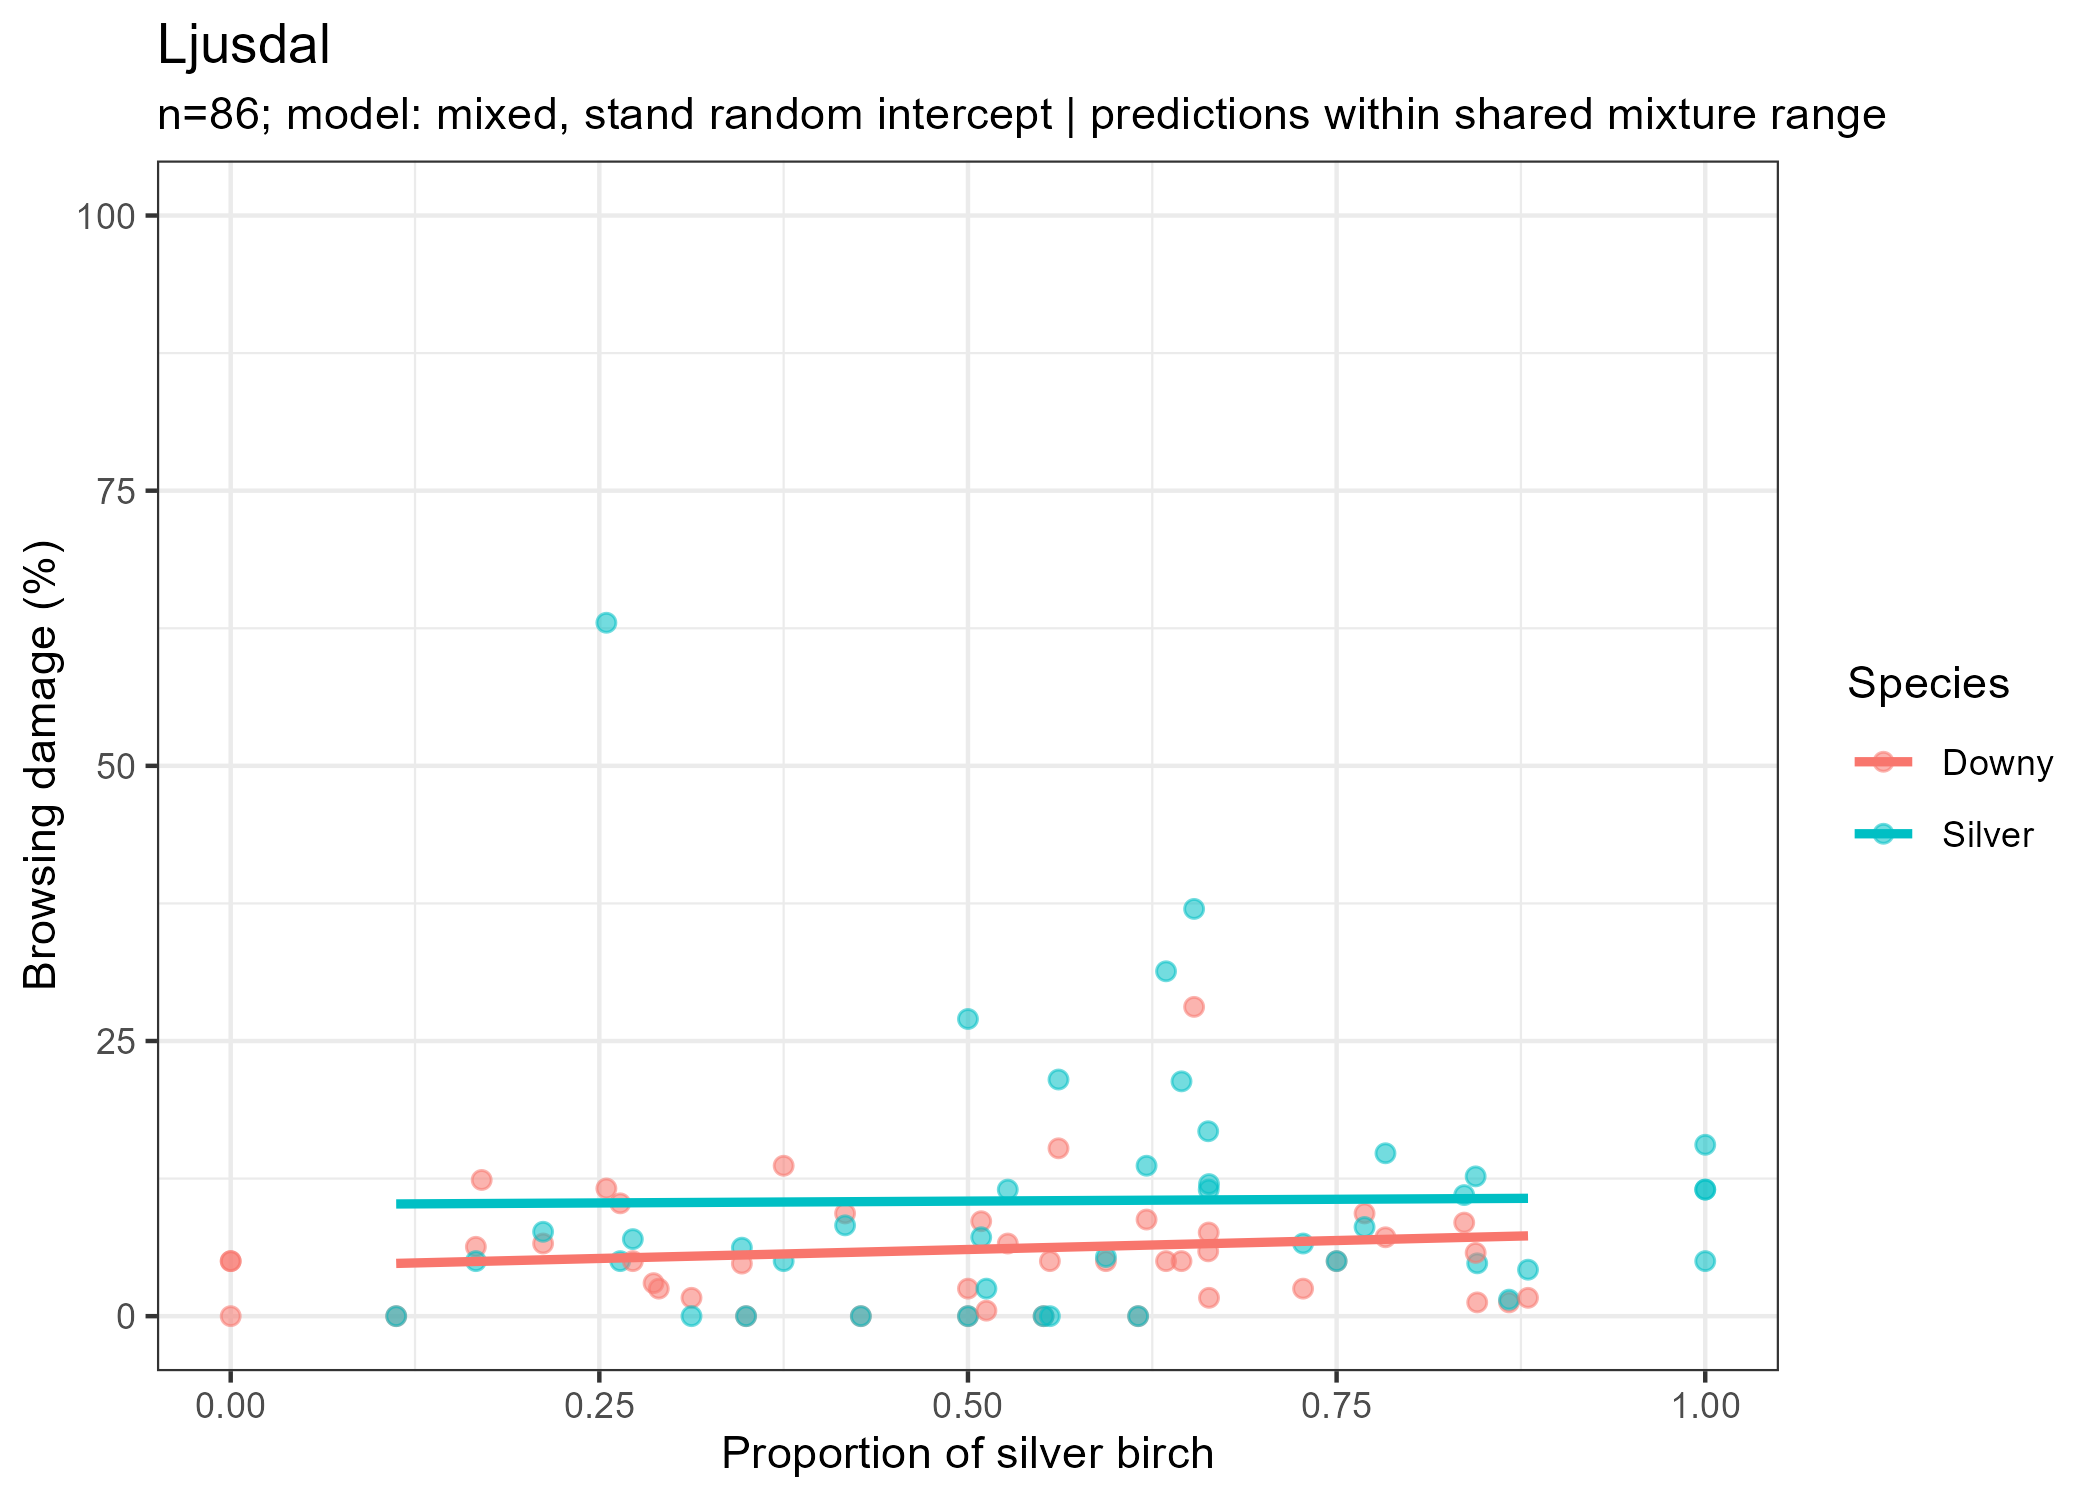 Ljusdal
n=86; model: mixed, stand random intercept | predictions within shared mixture range
100
75
50
25
0
Browsing damage (%)
0.00 0.25 0.50 0.75 1.00
Proportion of silver birch
Species
Downy
Silver